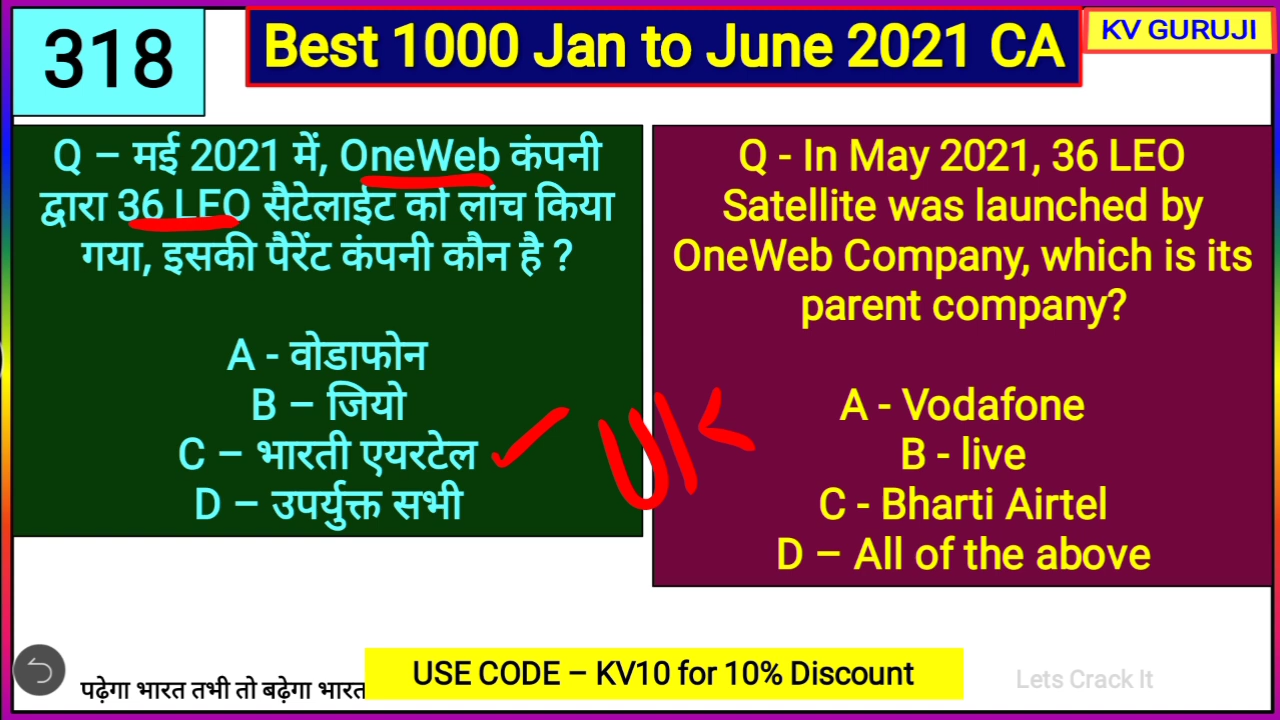 318
Best 1000 Jan to June 2021 CA
KV GURUJI
Q – मई 2021 में, OneWeb कंपनी
द्वारा 36 LEO सैटेलाईट को लांच किया
गया, इसकी पैरेंट कंपनी कौन है ?
A - वोडाफोन
B – जियो
C – भारती एयरटेल
D – उपर्युक्त सभी
UK
Q - In May 2021, 36 LEO
Satellite was launched by
OneWeb Company, which is its
parent company?
A - Vodafone
B - live
C - Bharti Airtel
D – All of the above
पढ़ेगा भारत तभी तो बढ़ेगा भारत
USE CODE – KV10 for 10% Discount
Lets Crack It